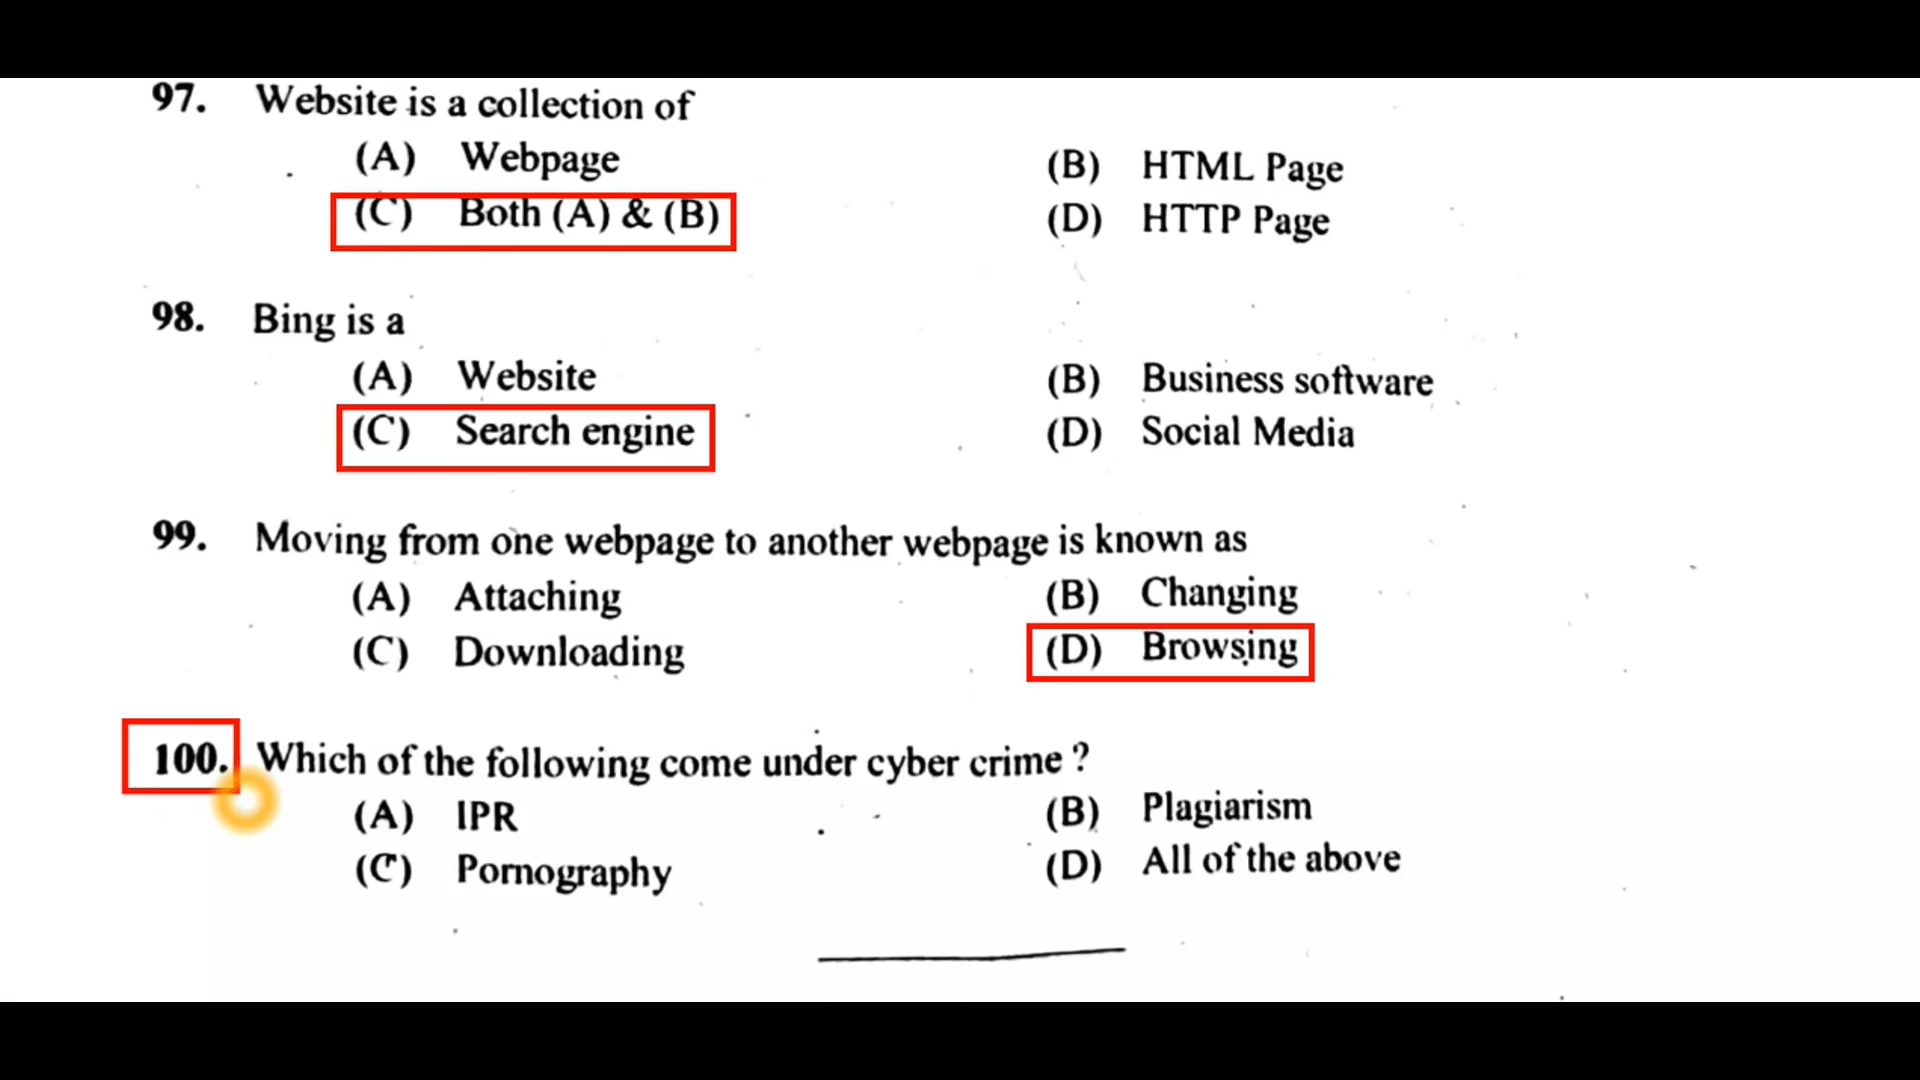 97. Website is a collection of
(A) Webpage (B) HTML Page
(C) Both (A) & (B) (D) HTTP Page
98. Bing is a
(A) Website (B) Business software
(C) Search engine (D) Social Media
99. Moving from one webpage to another webpage is known as
(A) Attaching (B) Changing
(C) Downloading (D) Browsing
100. Which of the following come under cyber crime ?
(A) IPR (B) Plagiarism
(C) Pornography (D) All of the above